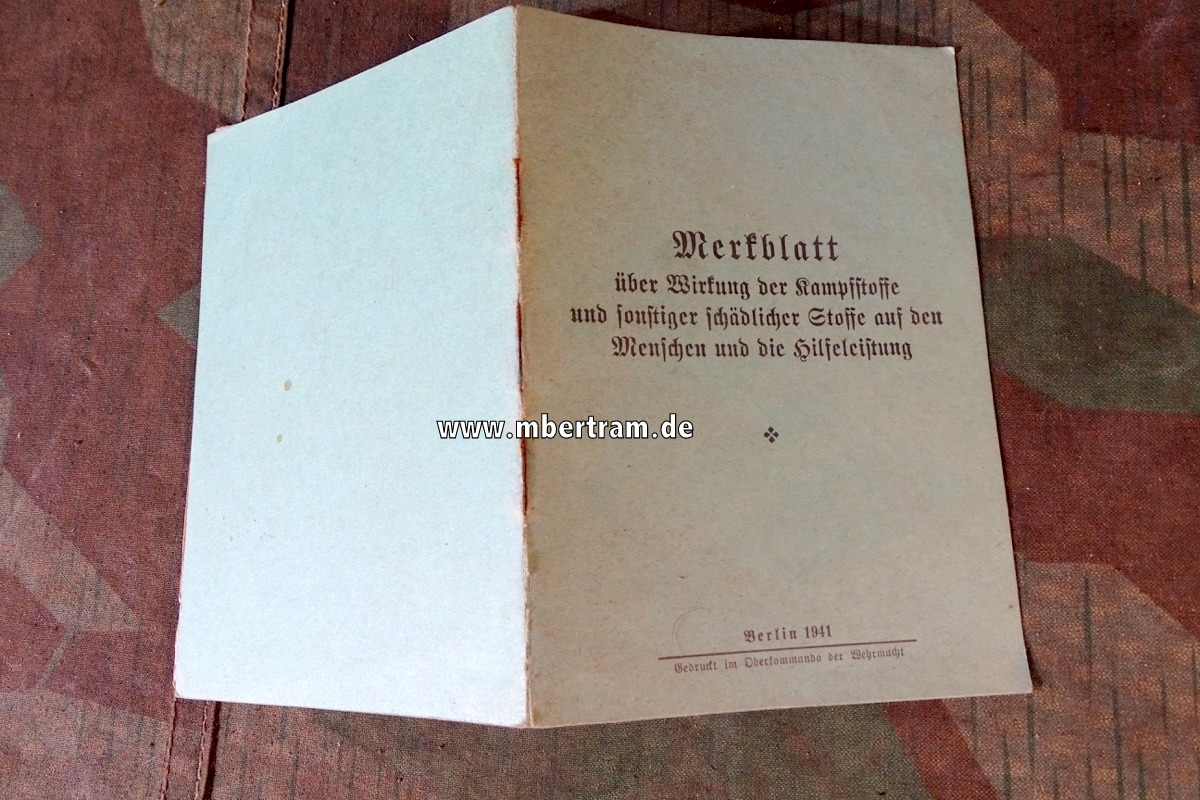 Merkblatt
über Wirkung der Kampfstoffe
und sonstiger schädlicher Stoffe auf den
Menschen und die Hilfeleistung
www.mbertram.de
Berlin 1941
Gedruckt im Oberkommando der Wehrmacht